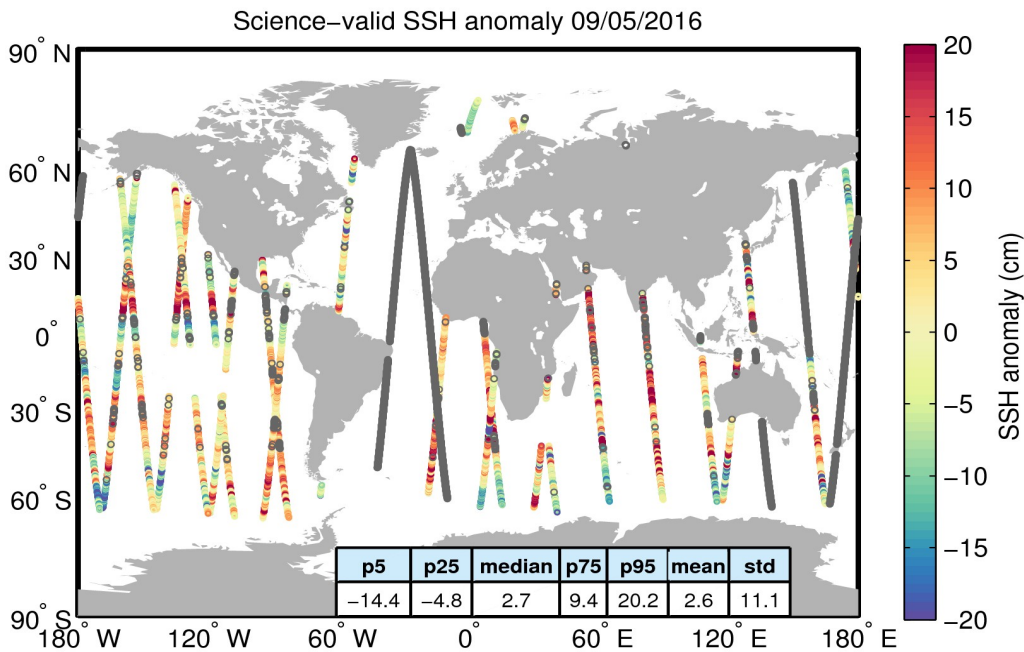 Science−valid SSH anomaly 09/05/2016
90° N
60° N
30° N
0°
30° S
60° S
90° S
180° W
120° W
60° W
0°
60° E
120° E
180° E
20
15
10
5
0
−5
−10
−15
−20
SSH anomaly (cm)
p5 p25 median p75 p95 mean std
−14.4 −4.8 2.7 9.4 20.2 2.6 11.1